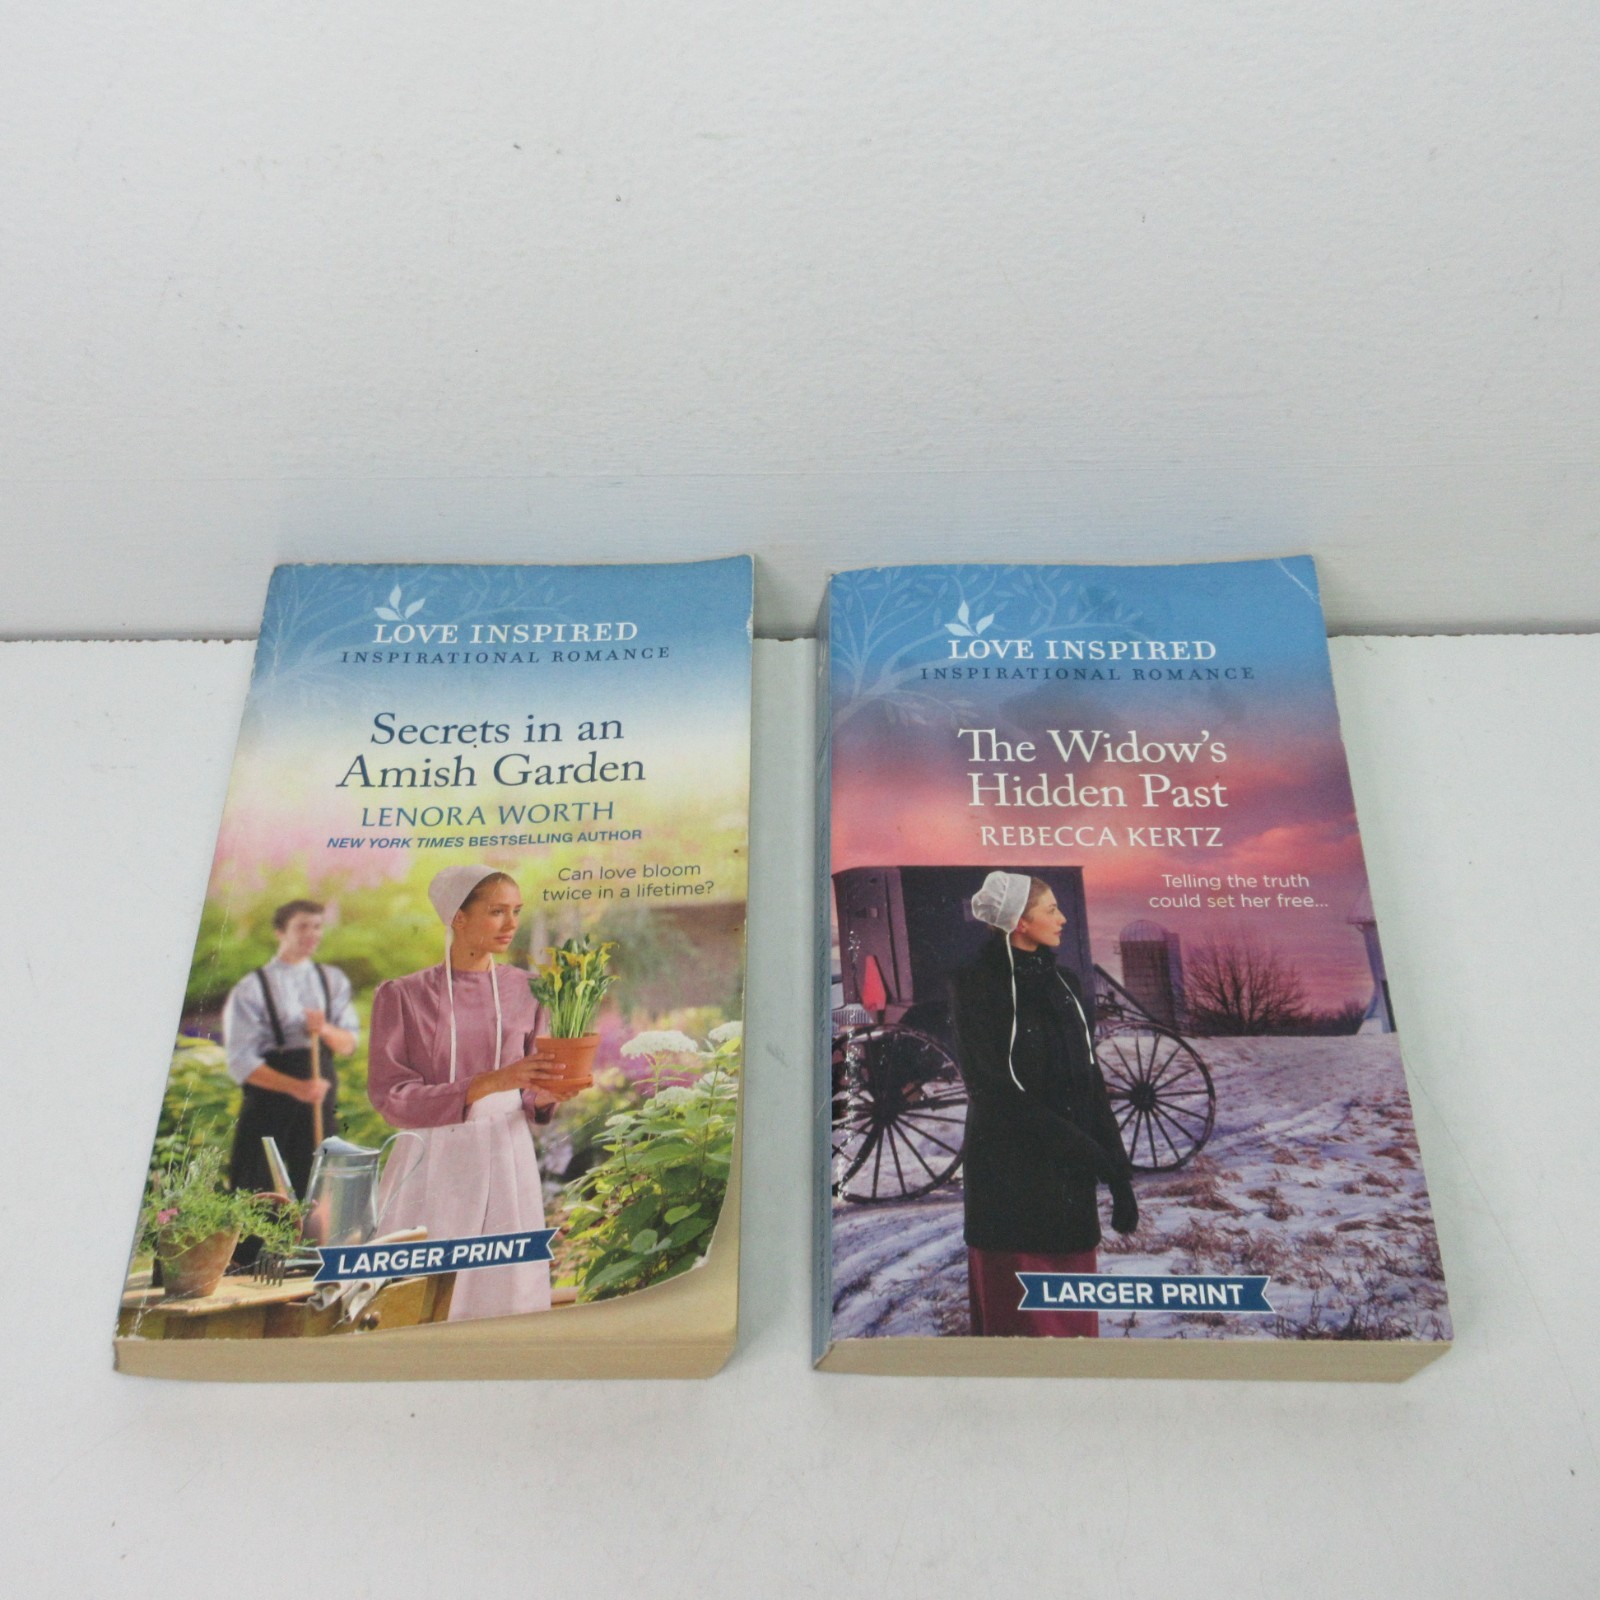 LOVE INSPIRED
INSPIRATIONAL ROMANCE
Secrets in an
Amish Garden
LENORA WORTH
NEW YORK TIMES BESTSELLING AUTHOR
Can love bloom
twice in a lifetime?
LARGER PRINT
LOVE INSPIRED
INSPIRATIONAL ROMANCE
The Widow's
Hidden Past
REBECCA KERTZ
Telling the truth
could set her free...
LARGER PRINT